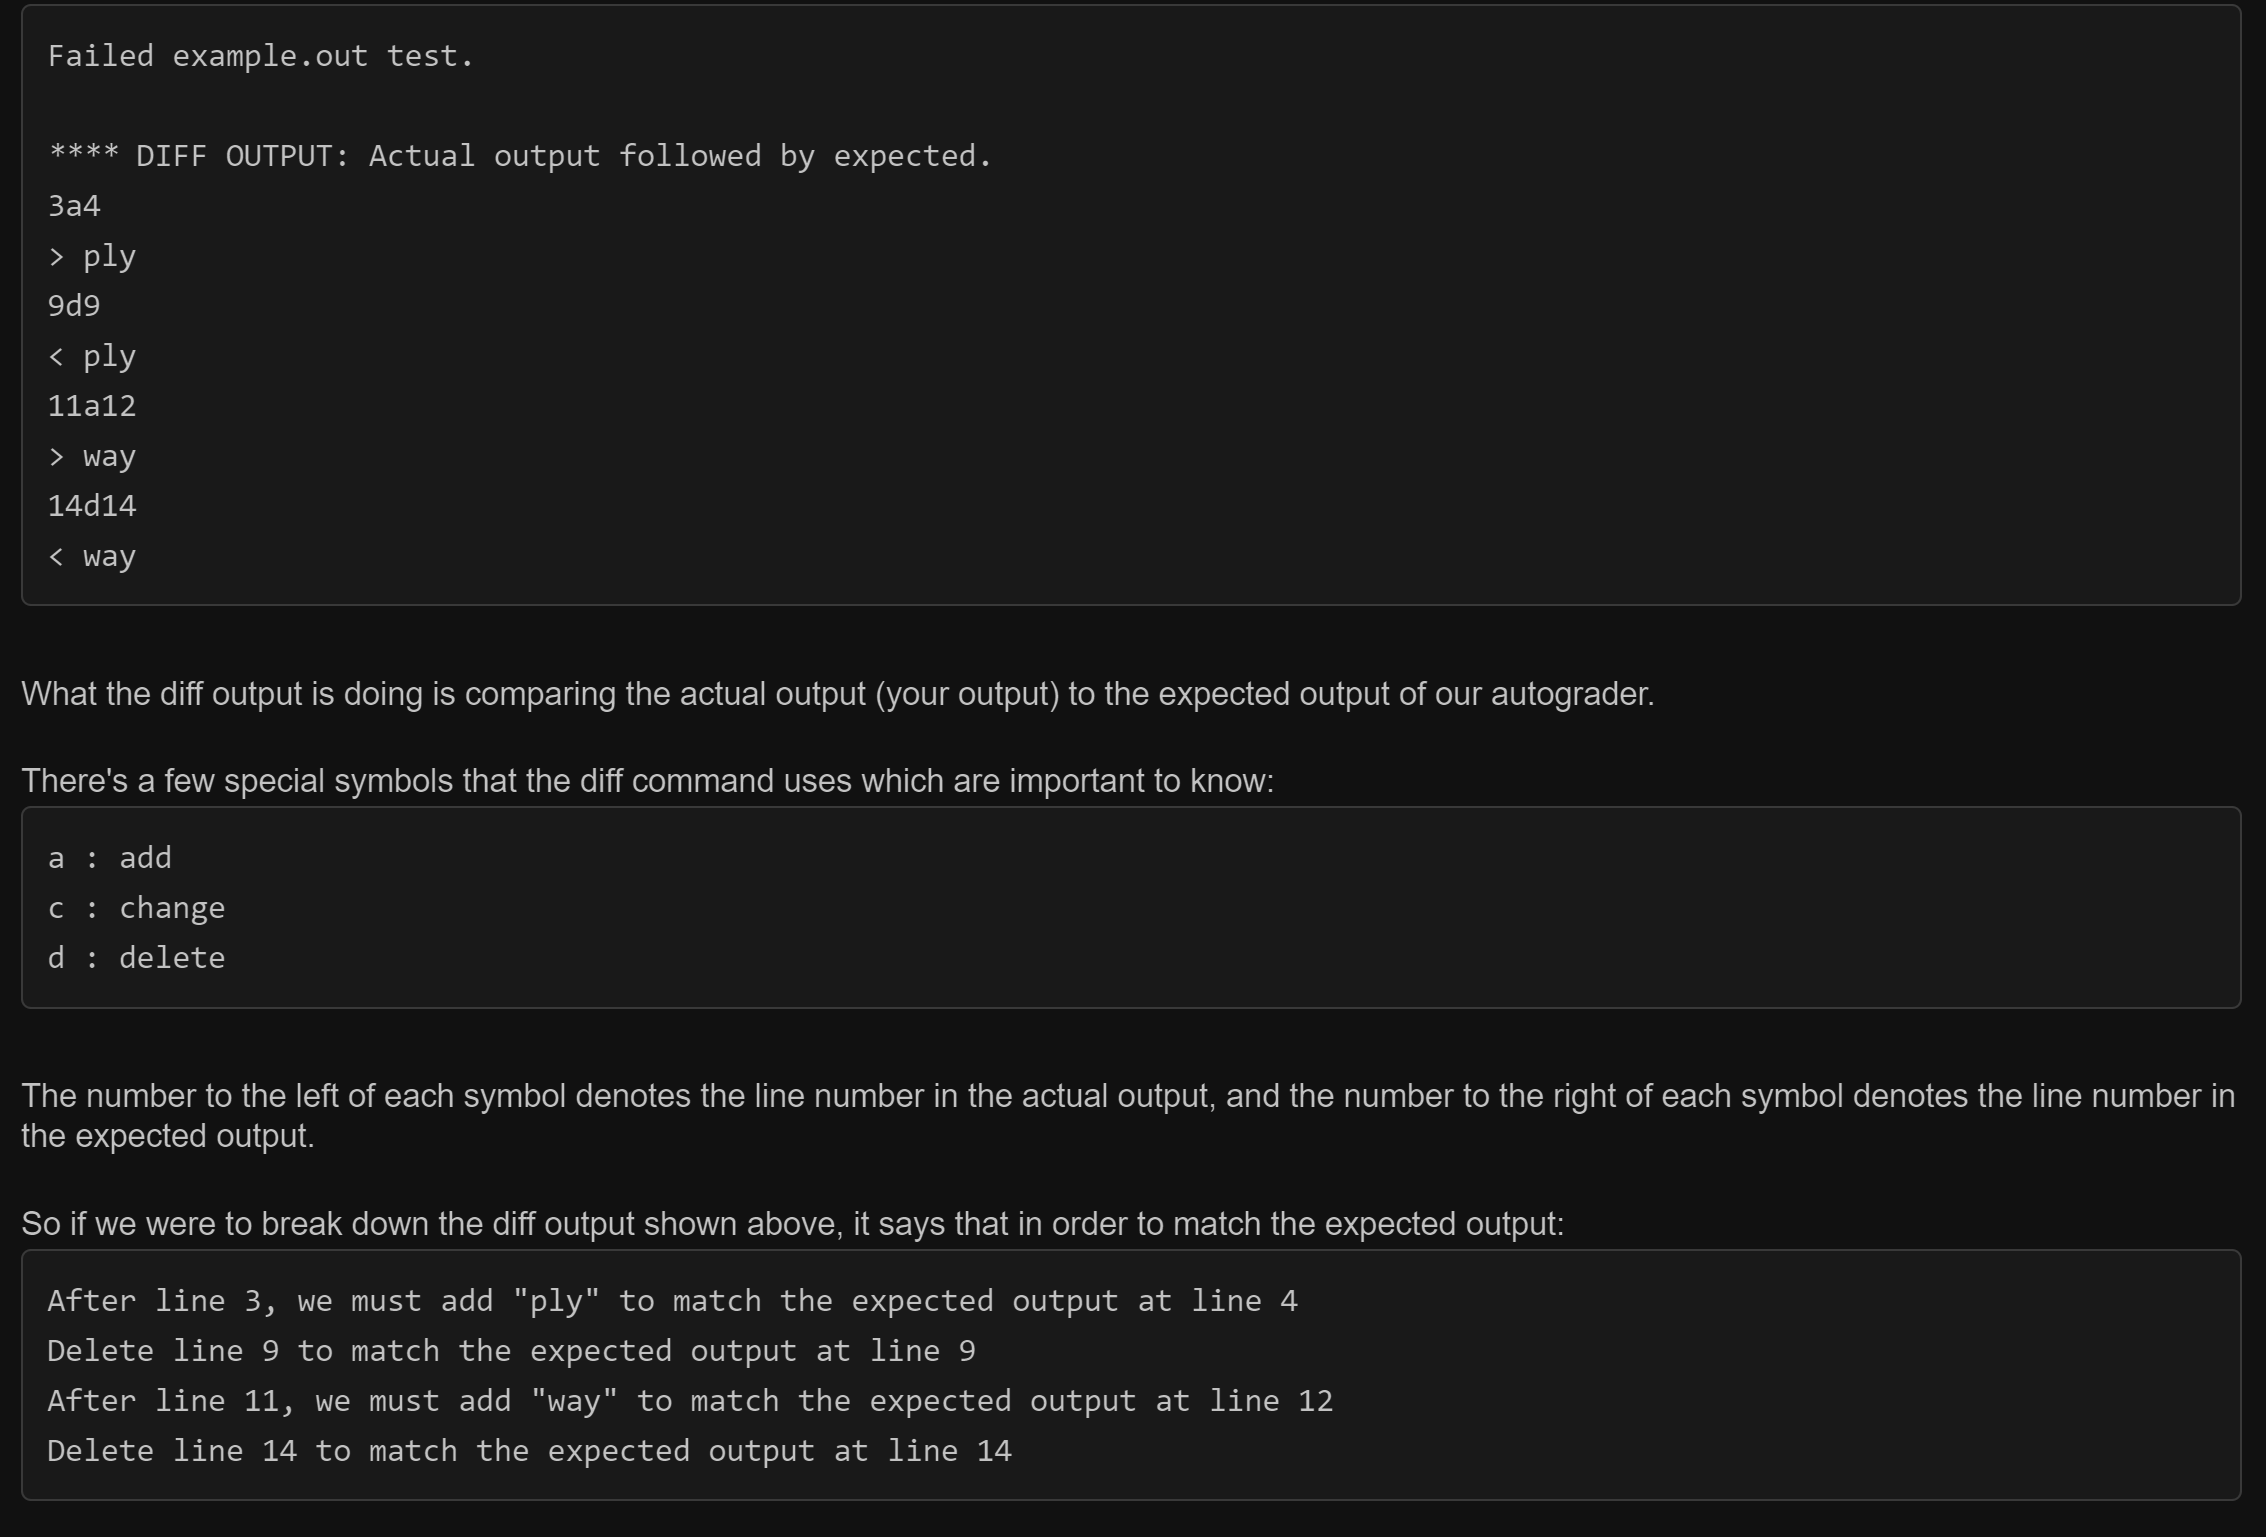 Failed example.out test.
**** DIFF OUTPUT: Actual output followed by expected.
3a4
> ply
9d9
< ply
11a12
> way
14d14
< way
What the diff output is doing is comparing the actual output (your output) to the expected output of our autograder.
There's a few special symbols that the diff command uses which are important to know:
a : add
c : change
d : delete
The number to the left of each symbol denotes the line number in the actual output, and the number to the right of each symbol denotes the line number in
the expected output.
So if we were to break down the diff output shown above, it says that in order to match the expected output:
After line 3, we must add "ply" to match the expected output at line 4
Delete line 9 to match the expected output at line 9
After line 11, we must add "way" to match the expected output at line 12
Delete line 14 to match the expected output at line 14